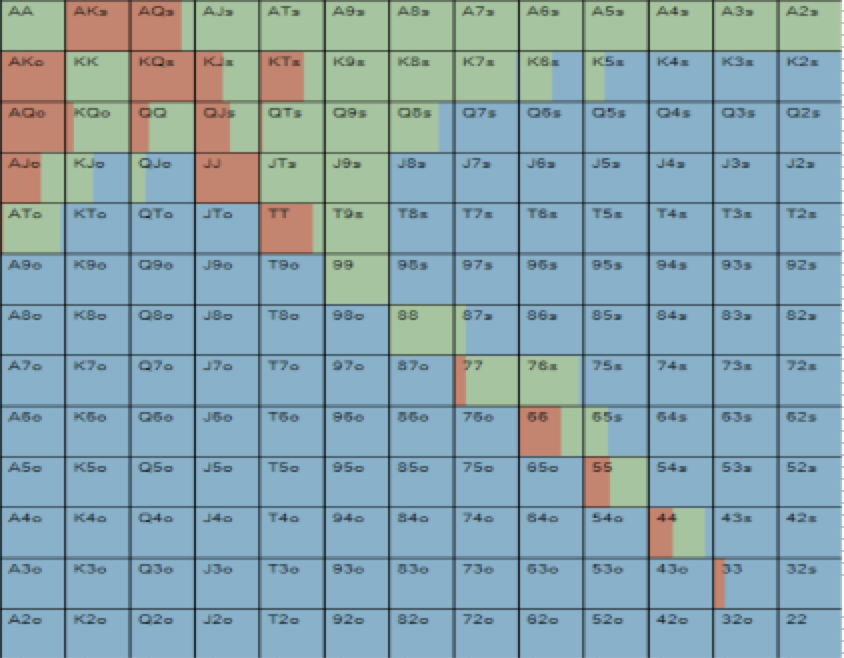 AA AKs AQs AJs ATs A9s A8s A7s A6s A5s A4s A3s A2s
AKo KK KQs KJs KTs K9s K8s K7s K6s K5s K4s K3s K2s
AQo KQo QQ QJs QTs Q9s Q8s Q7s Q6s Q5s Q4s Q3s Q2s
AJo KJo QJo JJ JTs J9s J8s J7s J6s J5s J4s J3s J2s
ATo KTo QTo JTo TT T9s T8s T7s T6s T5s T4s T3s T2s
A9o K9o Q9o J9o T9o 99 98s 97s 96s 95s 94s 93s 92s
A8o K8o Q8o J8o T8o 98o 88 87s 86s 85s 84s 83s 82s
A7o K7o Q7o J7o T7o 97o 87o 77 76s 75s 74s 73s 72s
A6o K6o Q6o J6o T6o 96o 86o 76o 66 65s 64s 63s 62s
A5o K5o Q5o J5o T5o 95o 85o 75o 65o 55 54s 53s 52s
A4o K4o Q4o J4o T4o 94o 84o 74o 64o 54o 44 43s 42s
A3o K3o Q3o J3o T3o 93o 83o 73o 63o 53o 43o 33 32s
A2o K2o Q2o J2o T2o 92o 82o 72o 62o 52o 42o 32o 22